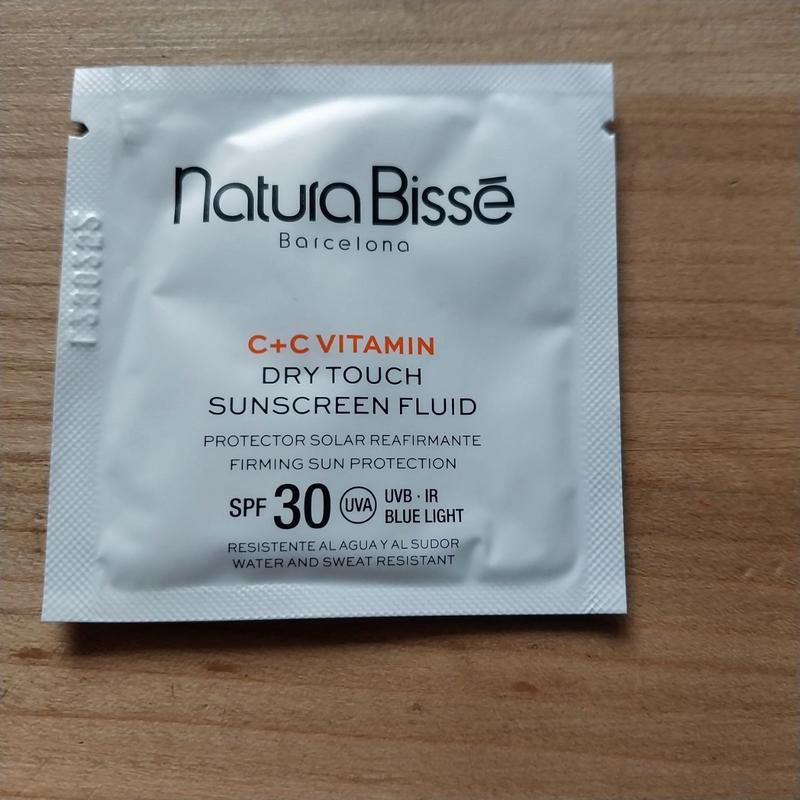 Natura Bissé
Barcelona
C+C VITAMIN
DRY TOUCH
SUNSCREEN FLUID
PROTECTOR SOLAR REAFIRMANTE
FIRMING SUN PROTECTION
SPF 30 UVA UVB · IR
BLUE LIGHT
RESISTENTE AL AGUA Y AL SUDOR
WATER AND SWEAT RESISTANT